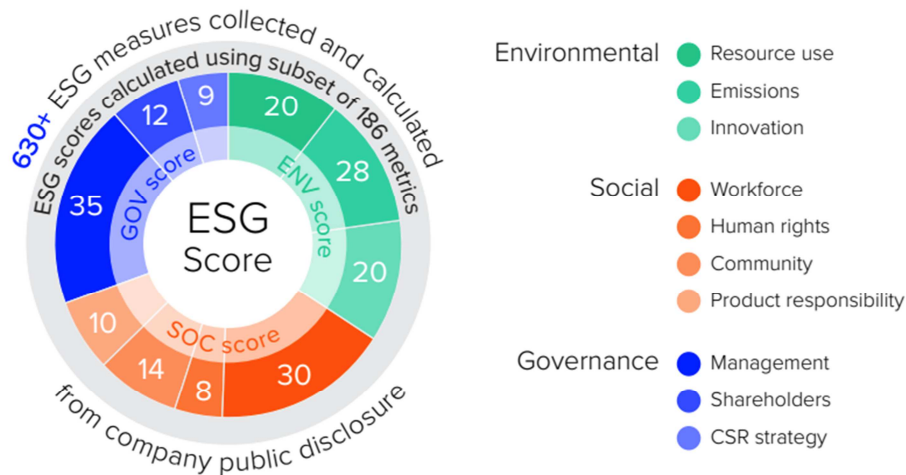 630+ ESG measures collected and calculated
ESG scores calculated using subset of 186 metrics
from company public disclosure
ESG
Score
ENV score
20
28
20
SOC score
30
8
14
10
GOV score
35
12
9
Environmental
Resource use
Emissions
Innovation
Social
Workforce
Human rights
Community
Product responsibility
Governance
Management
Shareholders
CSR strategy